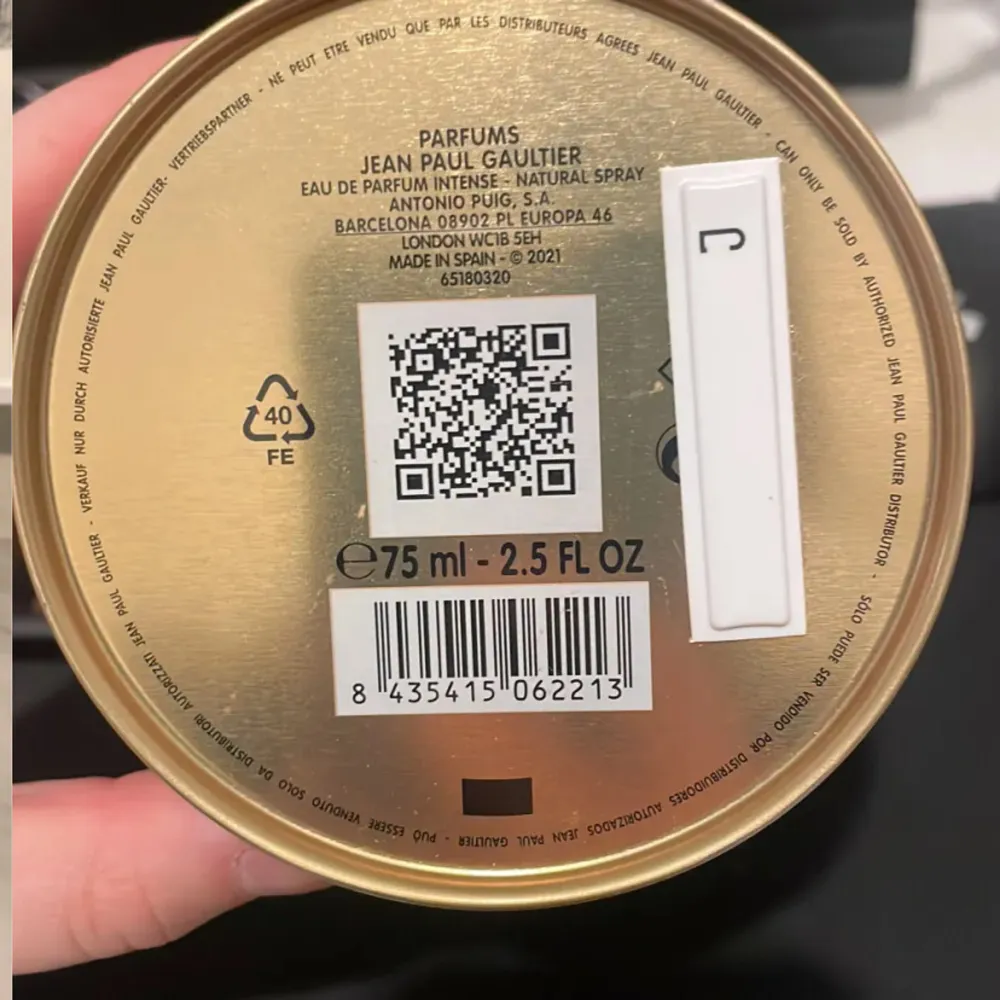 PARFUMS
JEAN PAUL GAULTIER
EAU DE PARFUM INTENSE - NATURAL SPRAY
ANTONIO PUIG, S.A.
BARCELONA 08902 PL EUROPA 46
LONDON WC1B 5EH
MADE IN SPAIN - © 2021
65180320
40
FE
J
℮ 75 ml - 2.5 FL OZ
8 435415 062213
NE PEUT ETRE VENDU QUE PAR LES DISTRIBUTEURS AGREES JEAN PAUL GAULTIER - CAN ONLY BE SOLD BY AUTHORIZED JEAN PAUL GAULTIER DISTRIBUTOR - SÓLO PUEDE SER VENDIDO POR DISTRIBUIDORES AUTORIZADOS JEAN PAUL GAULTIER - PUÒ ESSERE VENDUTO SOLO DA DISTRIBUTORI AUTORIZZATI JEAN PAUL GAULTIER - VERKAUF NUR DURCH AUTORISIERTE JEAN PAUL GAULTIER- VERTRIEBSPARTNER -